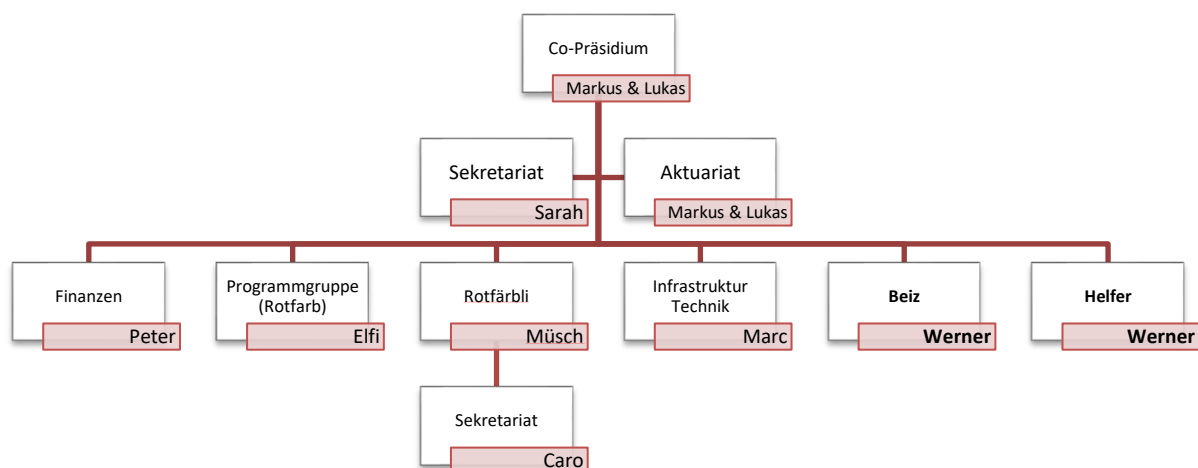 Co-Präsidium
Markus & Lukas
Sekretariat
Sarah
Aktuariat
Markus & Lukas
Finanzen
Peter
Programmgruppe
(Rotfarb)
Elfi
Rotfärbli
Müsch
Infrastruktur
Technik
Marc
Beiz
Werner
Helfer
Werner
Sekretariat
Caro